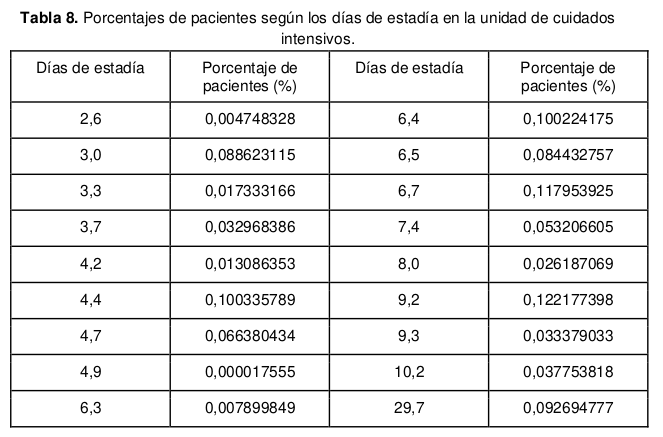 Tabla 8. Porcentajes de pacientes según los días de estadía en la unidad de cuidados
intensivos.
Días de estadía Porcentaje de Días de estadía Porcentaje de
pacientes (%) pacientes (%)
2,6 0,004748328 6,4 0,100224175
3,0 0,088623115 6,5 0,084432757
3,3 0,017333166 6,7 0,117953925
3,7 0,032968386 7,4 0,053206605
4,2 0,013086353 8,0 0,026187069
4,4 0,100335789 9,2 0,122177398
4,7 0,066380434 9,3 0,033379033
4,9 0,000017555 10,2 0,037753818
6,3 0,007899849 29,7 0,092694777